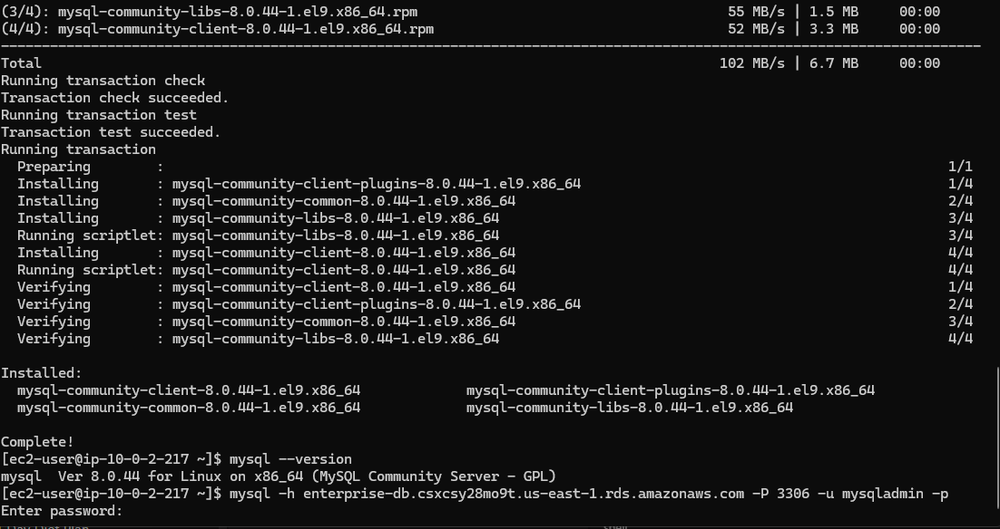 (3/4): mysql-community-libs-8.0.44-1.el9.x86_64.rpm 55 MB/s | 1.5 MB 00:00
(4/4): mysql-community-client-8.0.44-1.el9.x86_64.rpm 52 MB/s | 3.3 MB 00:00
--------------------------------------------------------------------------------
Total 102 MB/s | 6.7 MB 00:00
Running transaction check
Transaction check succeeded.
Running transaction test
Transaction test succeeded.
Running transaction
Preparing : 1/1
Installing : mysql-community-client-plugins-8.0.44-1.el9.x86_64 1/4
Installing : mysql-community-common-8.0.44-1.el9.x86_64 2/4
Installing : mysql-community-libs-8.0.44-1.el9.x86_64 3/4
Running scriptlet: mysql-community-libs-8.0.44-1.el9.x86_64 3/4
Installing : mysql-community-client-8.0.44-1.el9.x86_64 4/4
Running scriptlet: mysql-community-client-8.0.44-1.el9.x86_64 4/4
Verifying : mysql-community-client-8.0.44-1.el9.x86_64 1/4
Verifying : mysql-community-client-plugins-8.0.44-1.el9.x86_64 2/4
Verifying : mysql-community-common-8.0.44-1.el9.x86_64 3/4
Verifying : mysql-community-libs-8.0.44-1.el9.x86_64 4/4
Installed:
mysql-community-client-8.0.44-1.el9.x86_64 mysql-community-client-plugins-8.0.44-1.el9.x86_64
mysql-community-common-8.0.44-1.el9.x86_64 mysql-community-libs-8.0.44-1.el9.x86_64
Complete!
[ec2-user@ip-10-0-2-217 ~]$ mysql --version
mysql Ver 8.0.44 for Linux on x86_64 (MySQL Community Server - GPL)
[ec2-user@ip-10-0-2-217 ~]$ mysql -h enterprise-db.csxcsy28mo9t.us-east-1.rds.amazonaws.com -P 3306 -u mysqladmin -p
Enter password: